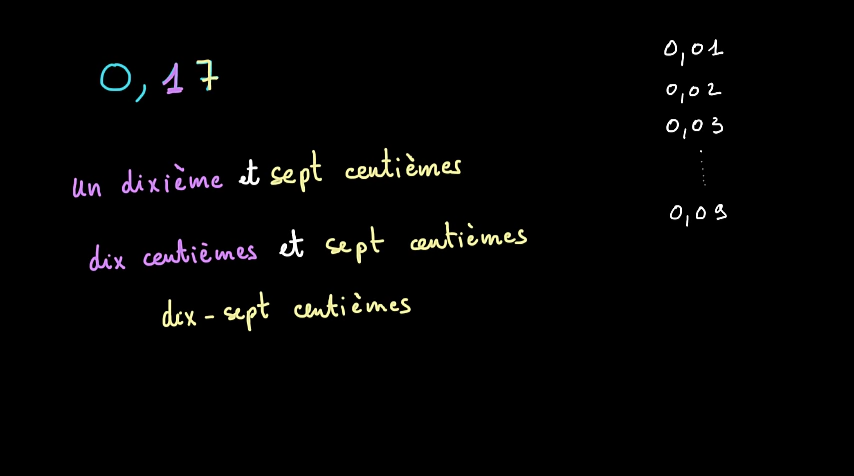 0,17
un dixième et sept centièmes
dix centièmes et sept centièmes
dix-sept centièmes
0,01
0,02
0,03
0,09